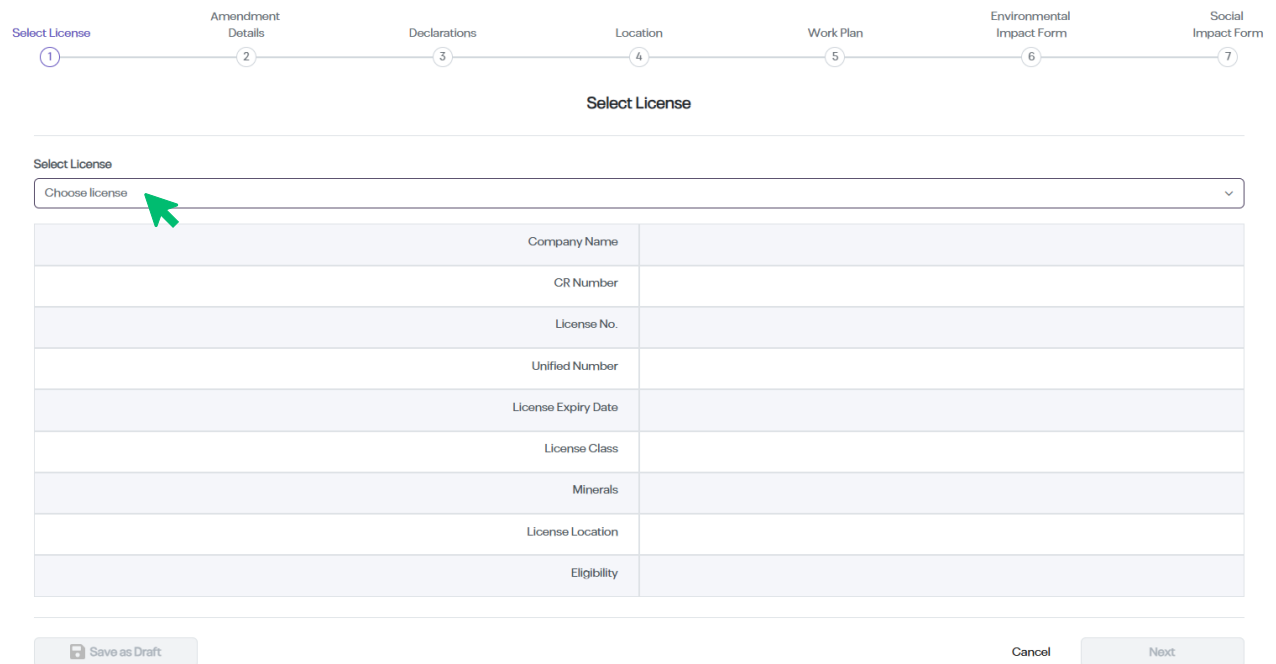 Select License
Amendment
Details
Declarations
Location
Work Plan
Environmental
Impact Form
Social
Impact Form
1
2
3
4
5
6
7
Select License
Select License
Choose license
Company Name
CR Number
License No.
Unified Number
License Expiry Date
License Class
Minerals
License Location
Eligibility
Save as Draft
Cancel
Next